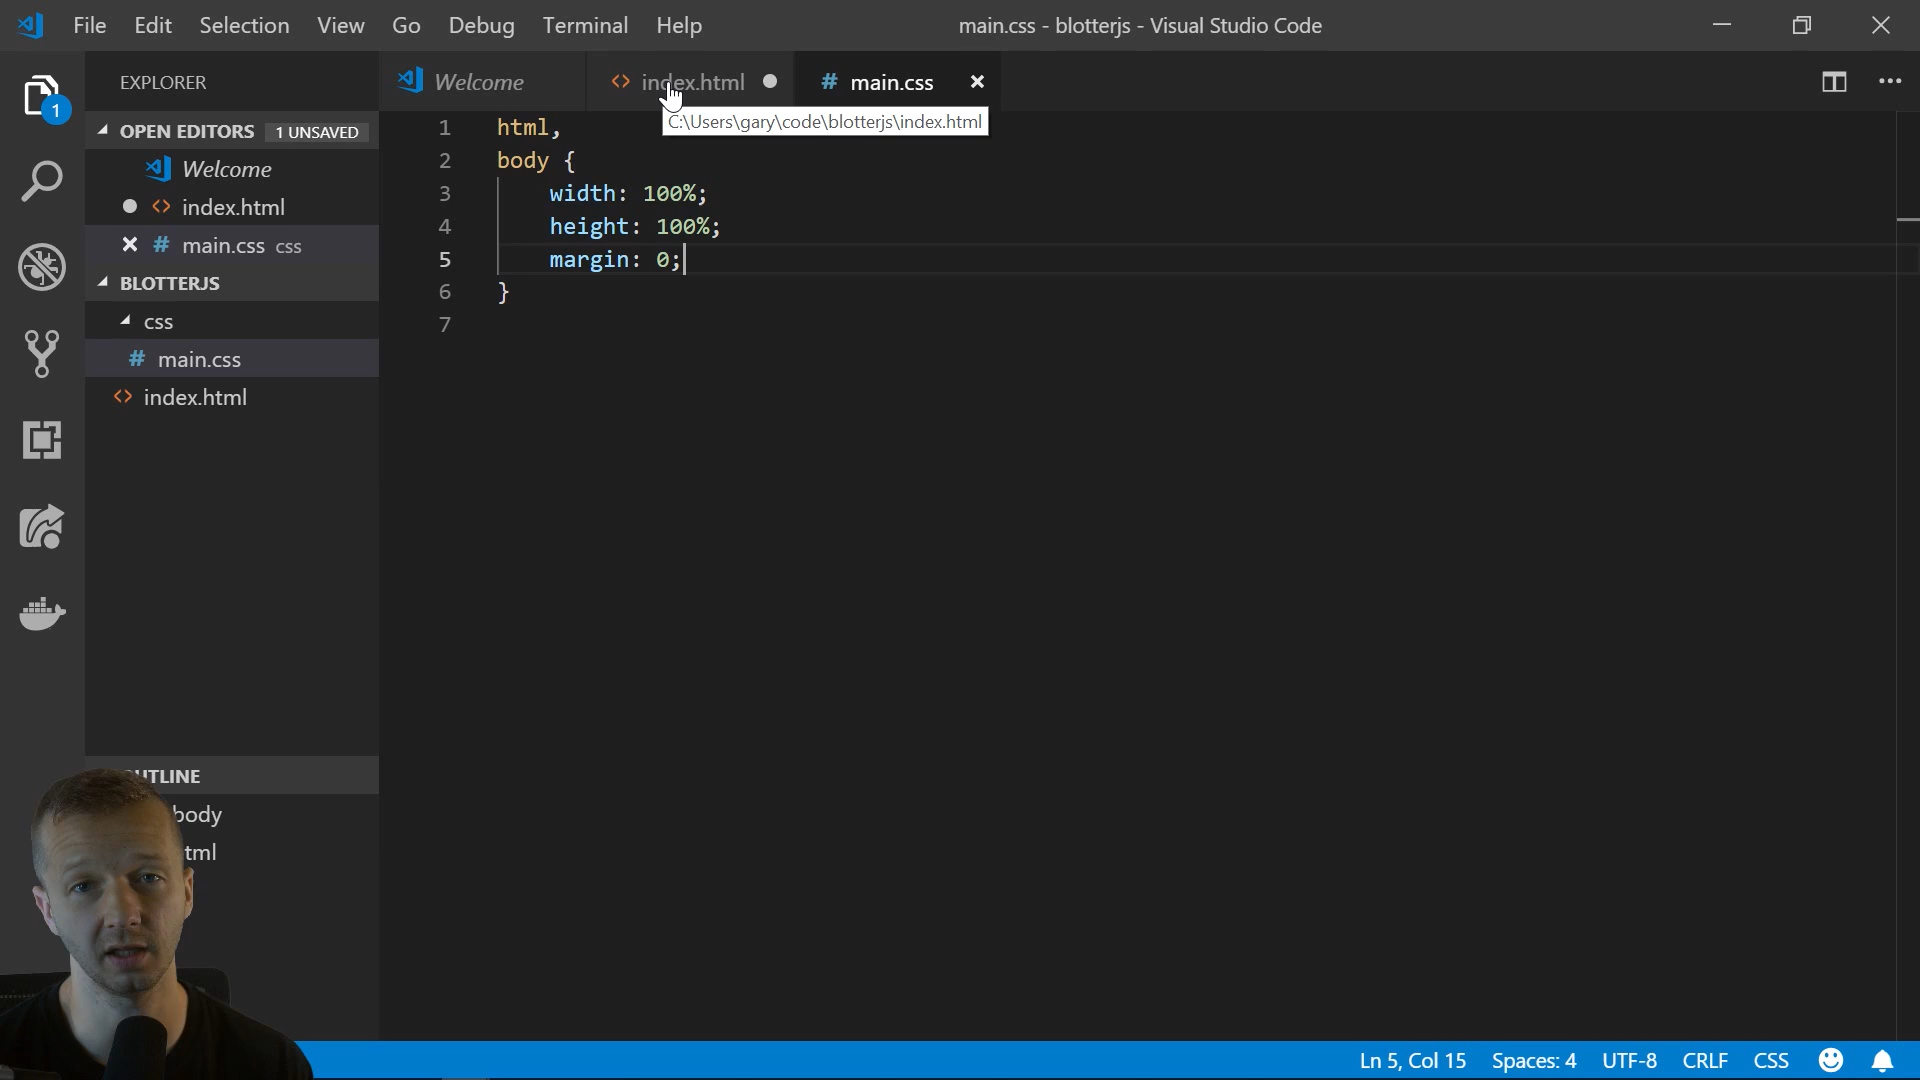 File Edit Selection View Go Debug Terminal Help
main.css - blotterjs - Visual Studio Code
1
EXPLORER
OPEN EDITORS 1 UNSAVED
Welcome
index.html
main.css css
BLOTTERJS
css
main.css
index.html
UTLINE
body
tml
Welcome
index.html
main.css
C:\Users\gary\code\blotterjs\index.html
1 html,
2 body {
3 width: 100%;
4 height: 100%;
5 margin: 0;
6 }
7
Ln 5, Col 15 Spaces: 4 UTF-8 CRLF CSS